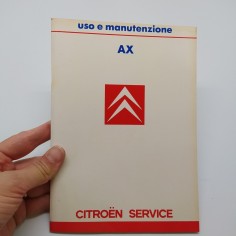 uso e manutenzione
AX
CITROËN SERVICE